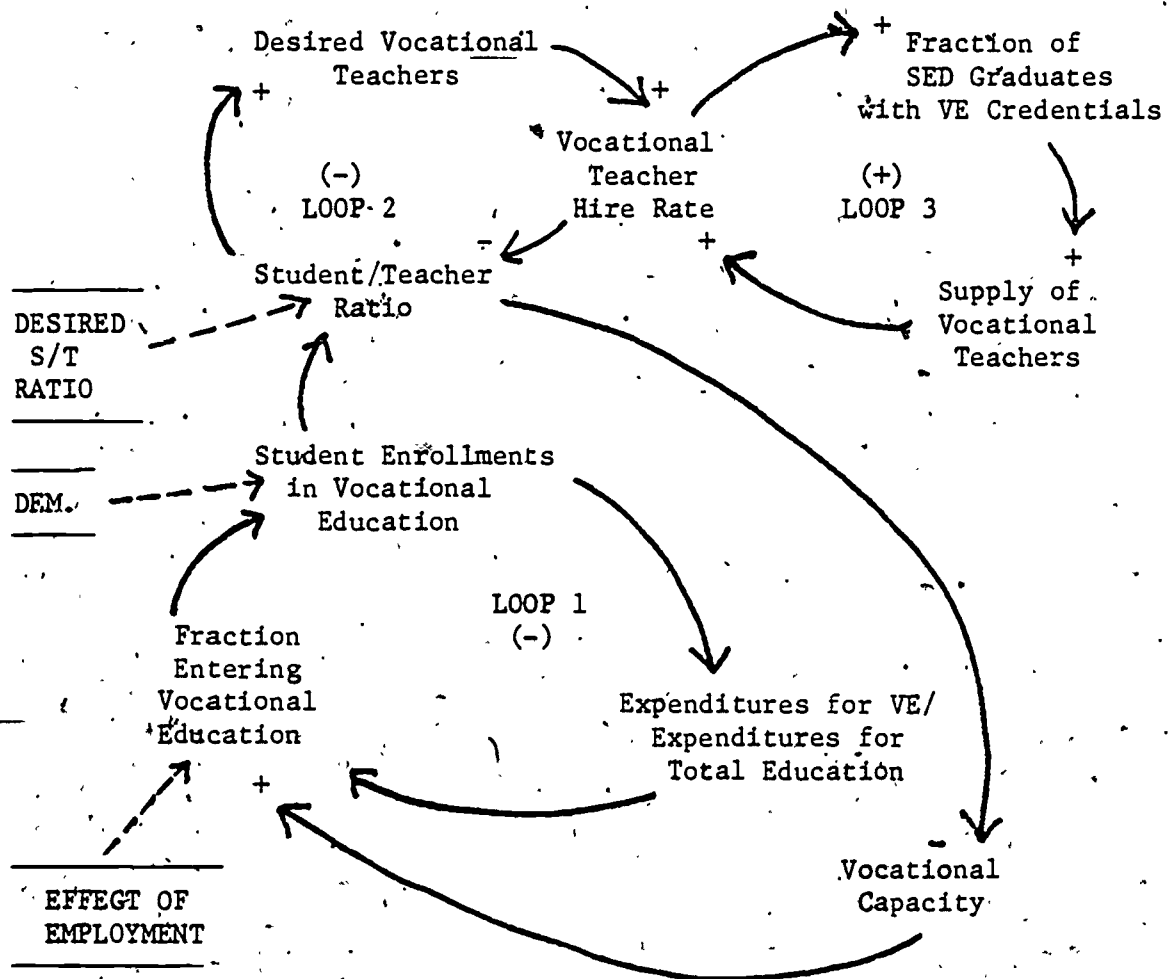 Desired Vocational
Teachers
+
+
+
Fraction of
SED Graduates
with VE Credentials
Vocational
Teacher
Hire Rate
+
(-)
LOOP 2
(+)
LOOP 3
-
Student/Teacher
Ratio
+
Supply of
Vocational
Teachers
DESIRED
S/T
RATIO
Student Enrollments
in Vocational
Education
DEM.
LOOP 1
(-)
Fraction
Entering
Vocational
Education
+
Expenditures for VE/
Expenditures for
Total Education
-
Vocational
Capacity
EFFEGT OF
EMPLOYMENT